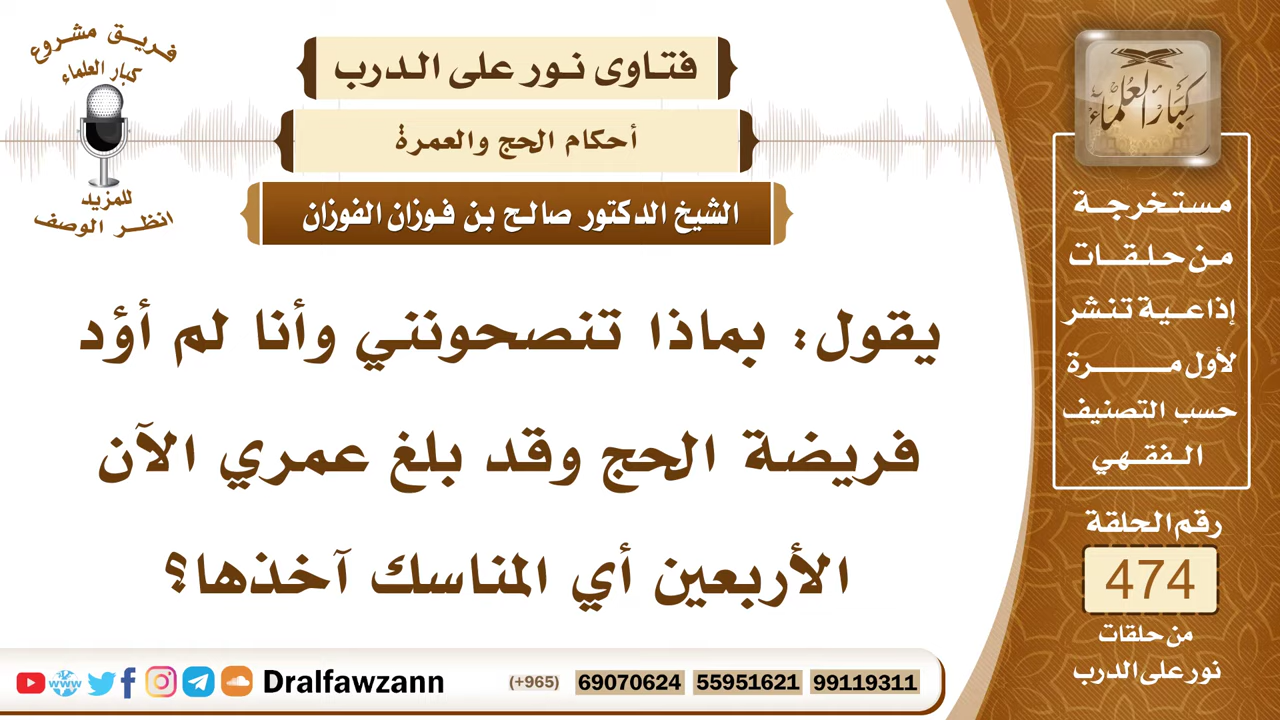 فريق مشروع
كبار العلماء
للمزيد
انظر الوصف
فتاوى نور على الدرب
أحكام الحج والعمرة
الشيخ الدكتور صالح بن فوزان الفوزان
يقول: بماذا تنصحونني وأنا لم أؤد
فريضة الحج وقد بلغ عمري الآن
الأربعين أي المناسك آخذها؟
كبار العلماء
مستخرجة
من حلقات
إذاعية تنشر
لأول مرة
حسب التصنيف
الفقهي
رقم الحلقة
474
من حلقات
نور على الدرب
www Dralfawzann (+965) 69070624 55951621 99119311